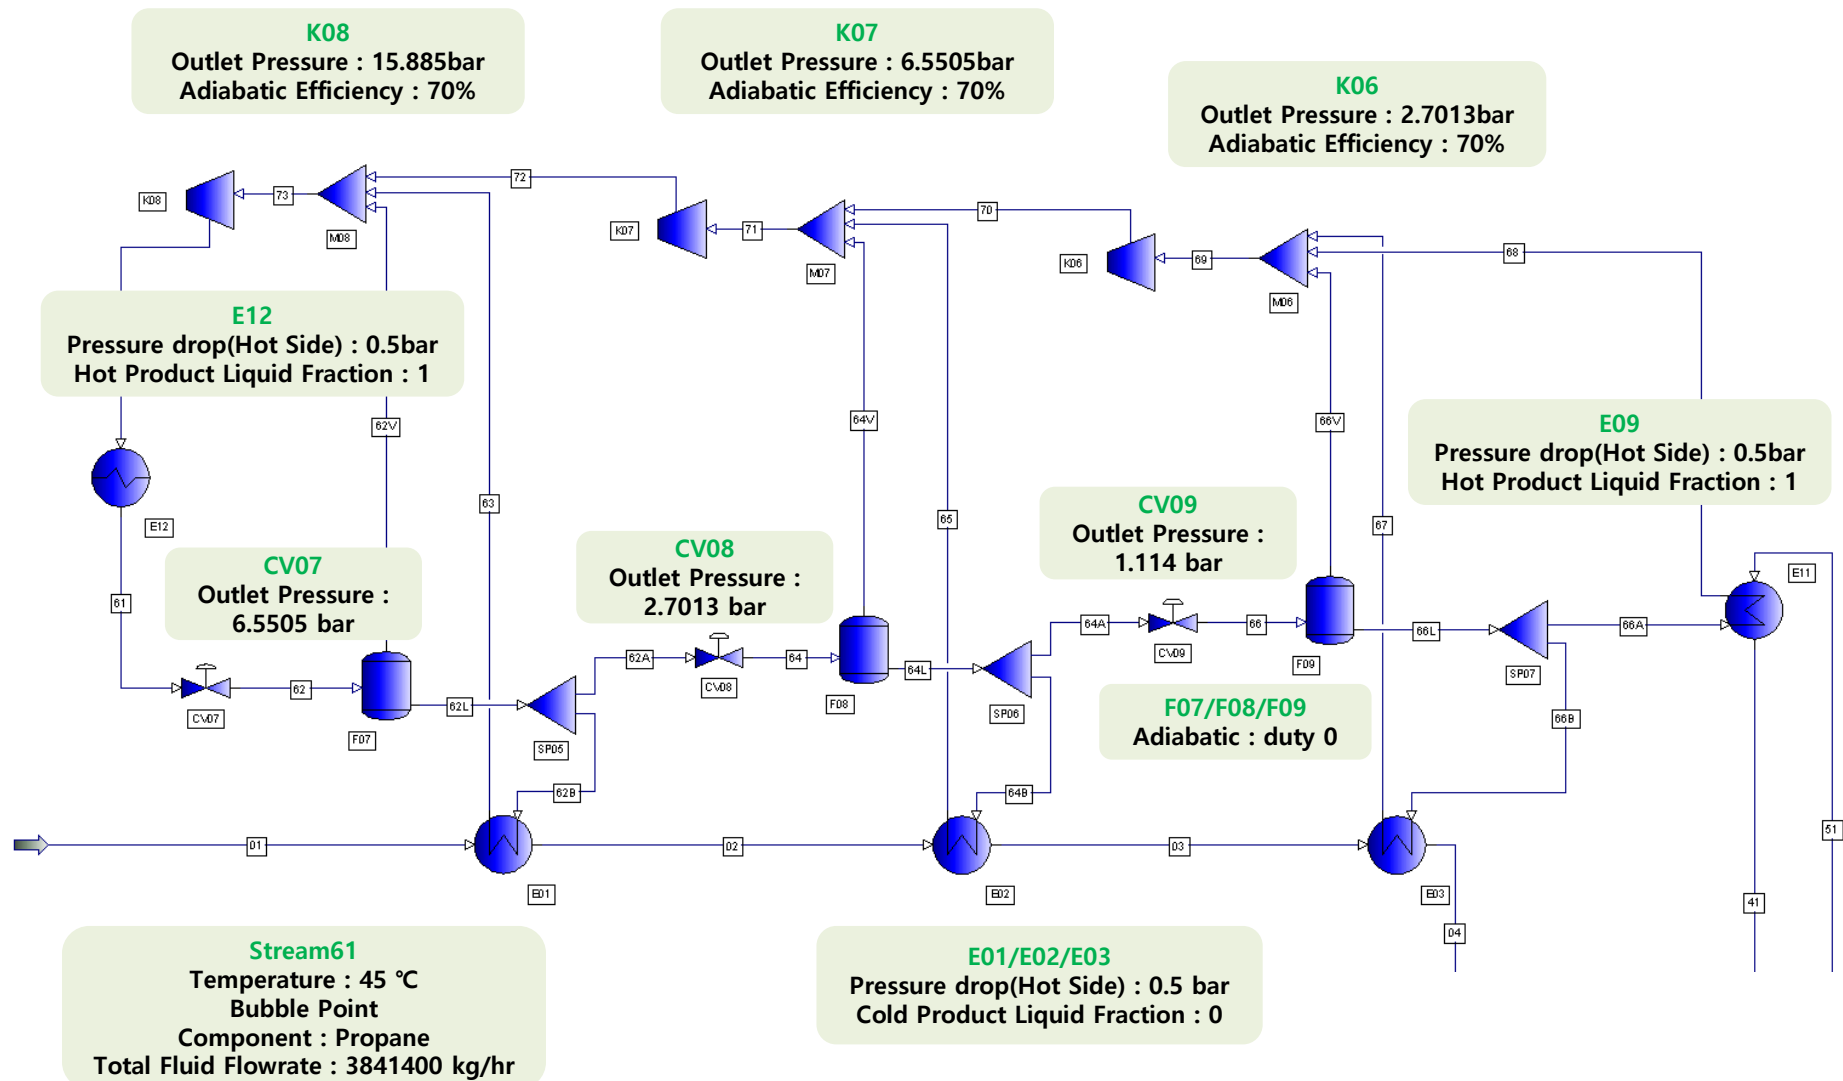 K08
Outlet Pressure : 15.885bar
Adiabatic Efficiency : 70%
K07
Outlet Pressure : 6.5505bar
Adiabatic Efficiency : 70%
K06
Outlet Pressure : 2.7013bar
Adiabatic Efficiency : 70%
K08
73
M08
72
K07
71
M07
70
K06
69
M06
68
E12
Pressure drop(Hot Side) : 0.5bar
Hot Product Liquid Fraction : 1
62V
64V
66V
E09
Pressure drop(Hot Side) : 0.5bar
Hot Product Liquid Fraction : 1
63
65
67
E12
CV07
Outlet Pressure :
6.5505 bar
CV08
Outlet Pressure :
2.7013 bar
CV09
Outlet Pressure :
1.114 bar
E11
61
62
CV07
F07
62L
62A
SP05
62B
CV08
64
F08
64L
64A
SP06
64B
CV09
66
F09
66L
66A
SP07
66B
F07/F08/F09
Adiabatic : duty 0
01
E01
02
E02
03
E03
04
41
51
Stream61
Temperature : 45 ℃
Bubble Point
Component : Propane
Total Fluid Flowrate : 3841400 kg/hr
E01/E02/E03
Pressure drop(Hot Side) : 0.5 bar
Cold Product Liquid Fraction : 0